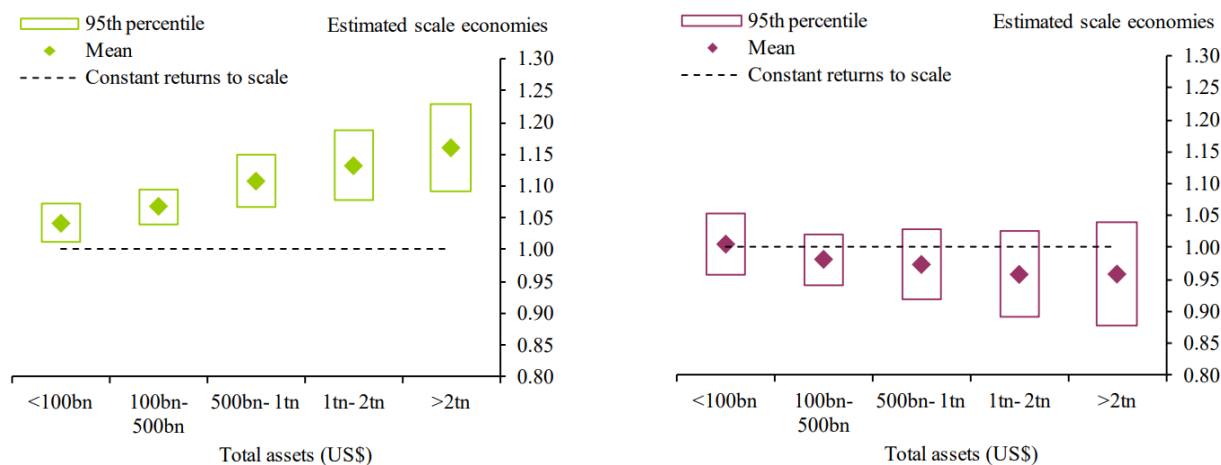 95th percentile
Mean
Constant returns to scale
Estimated scale economies
1.30
1.25
1.20
1.15
1.10
1.05
1.00
0.95
0.90
0.85
0.80
<100bn
100bn-
500bn
500bn- 1tn
1tn- 2tn
>2tn
Total assets (US$)
95th percentile
Mean
Constant returns to scale
Estimated scale economies
1.30
1.25
1.20
1.15
1.10
1.05
1.00
0.95
0.90
0.85
0.80
<100bn
100bn-
500bn
500bn- 1tn
1tn- 2tn
>2tn
Total assets (US$)